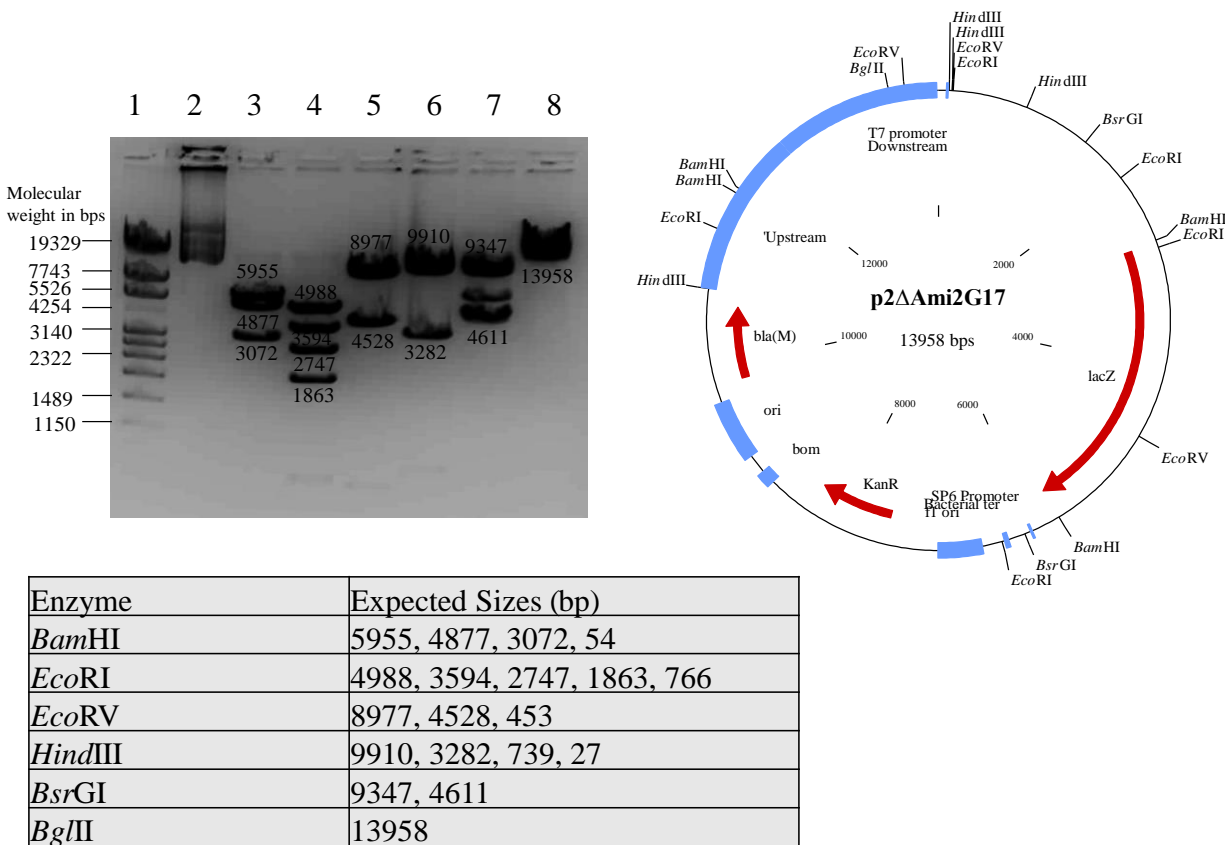 1 2 3 4 5 6 7 8
Molecular
weight in bps
19329
7743
5526
4254
3140
2322
1489
1150
5955
4877
3072
4988
3594
2747
1863
8977
4528
9910
3282
9347
4611
13958
HindIII
HindIII
EcoRV
EcoRI
HindIII
BsrGI
EcoRI
BamHI
EcoRI
EcoRV
BamHI
BsrGI
EcoRI
HindIII
EcoRI
BamHI
BamHI
BglII
EcoRV
T7 promoter
Downstream
'Upstream
12000
2000
p2ΔAmi2G17
13958 bps
10000
4000
8000
6000
bla(M)
lacZ
ori
bom
KanR
SP6 Promoter
Bacterial ter
f1 ori
Enzyme Expected Sizes (bp)
BamHI 5955, 4877, 3072, 54
EcoRI 4988, 3594, 2747, 1863, 766
EcoRV 8977, 4528, 453
HindIII 9910, 3282, 739, 27
BsrGI 9347, 4611
BglII 13958